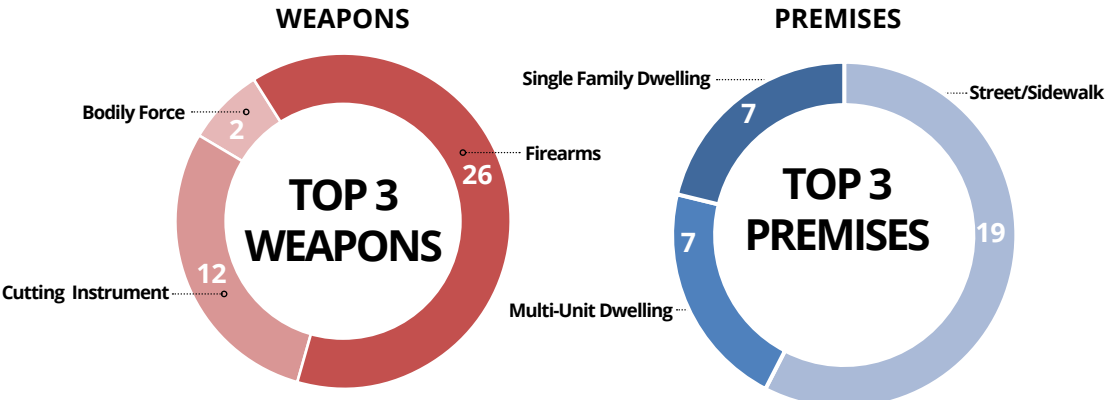 WEAPONS
Bodily Force
2
Firearms
26
TOP 3
WEAPONS
12
Cutting Instrument
PREMISES
Single Family Dwelling
Street/Sidewalk
7
TOP 3
PREMISES
19
7
Multi-Unit Dwelling